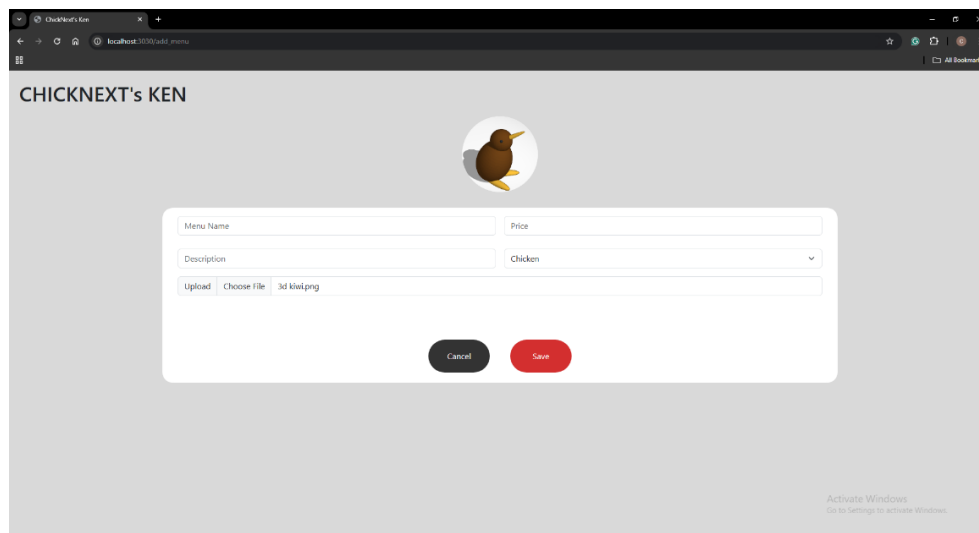 ChickNext's Ken
localhost:3030/add_menu
All Bookmar
CHICKNEXT's KEN
Menu Name
Price
Description
Chicken
Upload Choose File 3d kiwi.png
Cancel
Save
Activate Windows
Go to Settings to activate Windows.